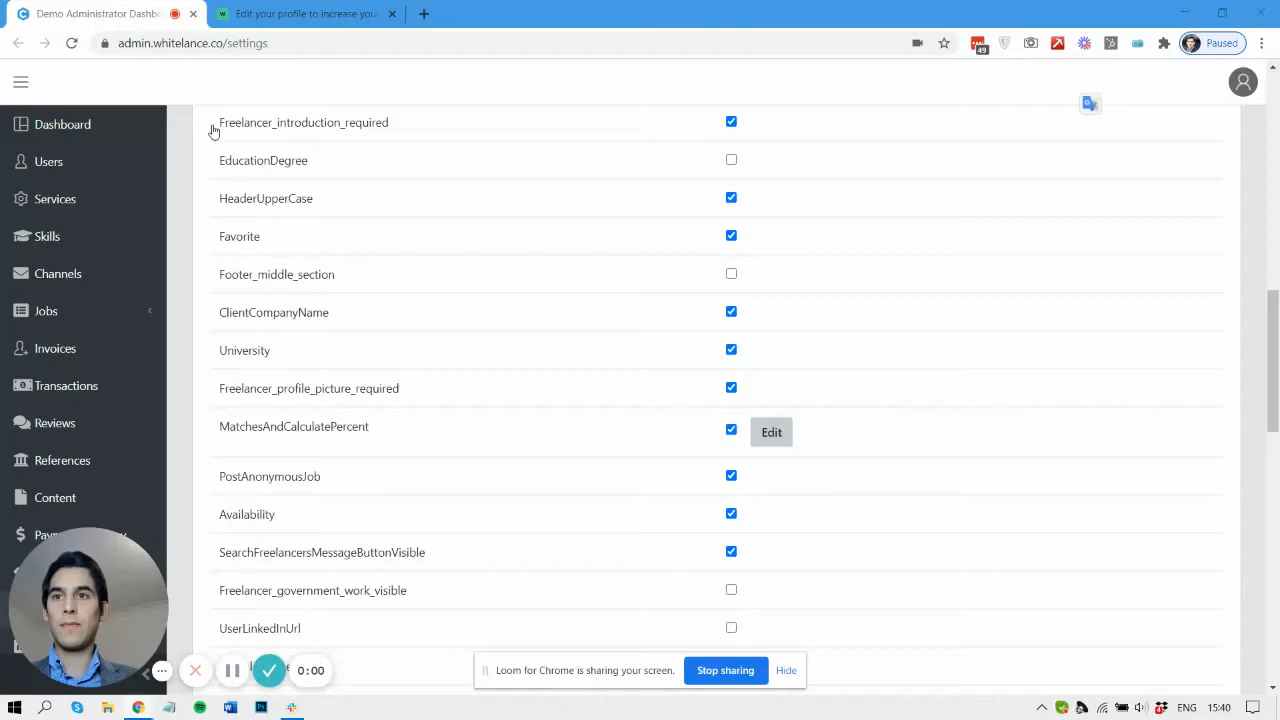 Demo Administrator Dashbo
Edit your profile to increase your
admin.whitelance.co/settings
49
Paused
Dashboard
Users
Services
Skills
Channels
Jobs
Invoices
Transactions
Reviews
References
Content
Freelancer_introduction_required
EducationDegree
HeaderUpperCase
Favorite
Footer_middle_section
ClientCompanyName
University
Freelancer_profile_picture_required
MatchesAndCalculatePercent
Edit
PostAnonymousJob
Availability
SearchFreelancersMessageButtonVisible
Freelancer_government_work_visible
UserLinkedInUrl
0:00
Loom for Chrome is sharing your screen.
Stop sharing
Hide
ENG
15:40